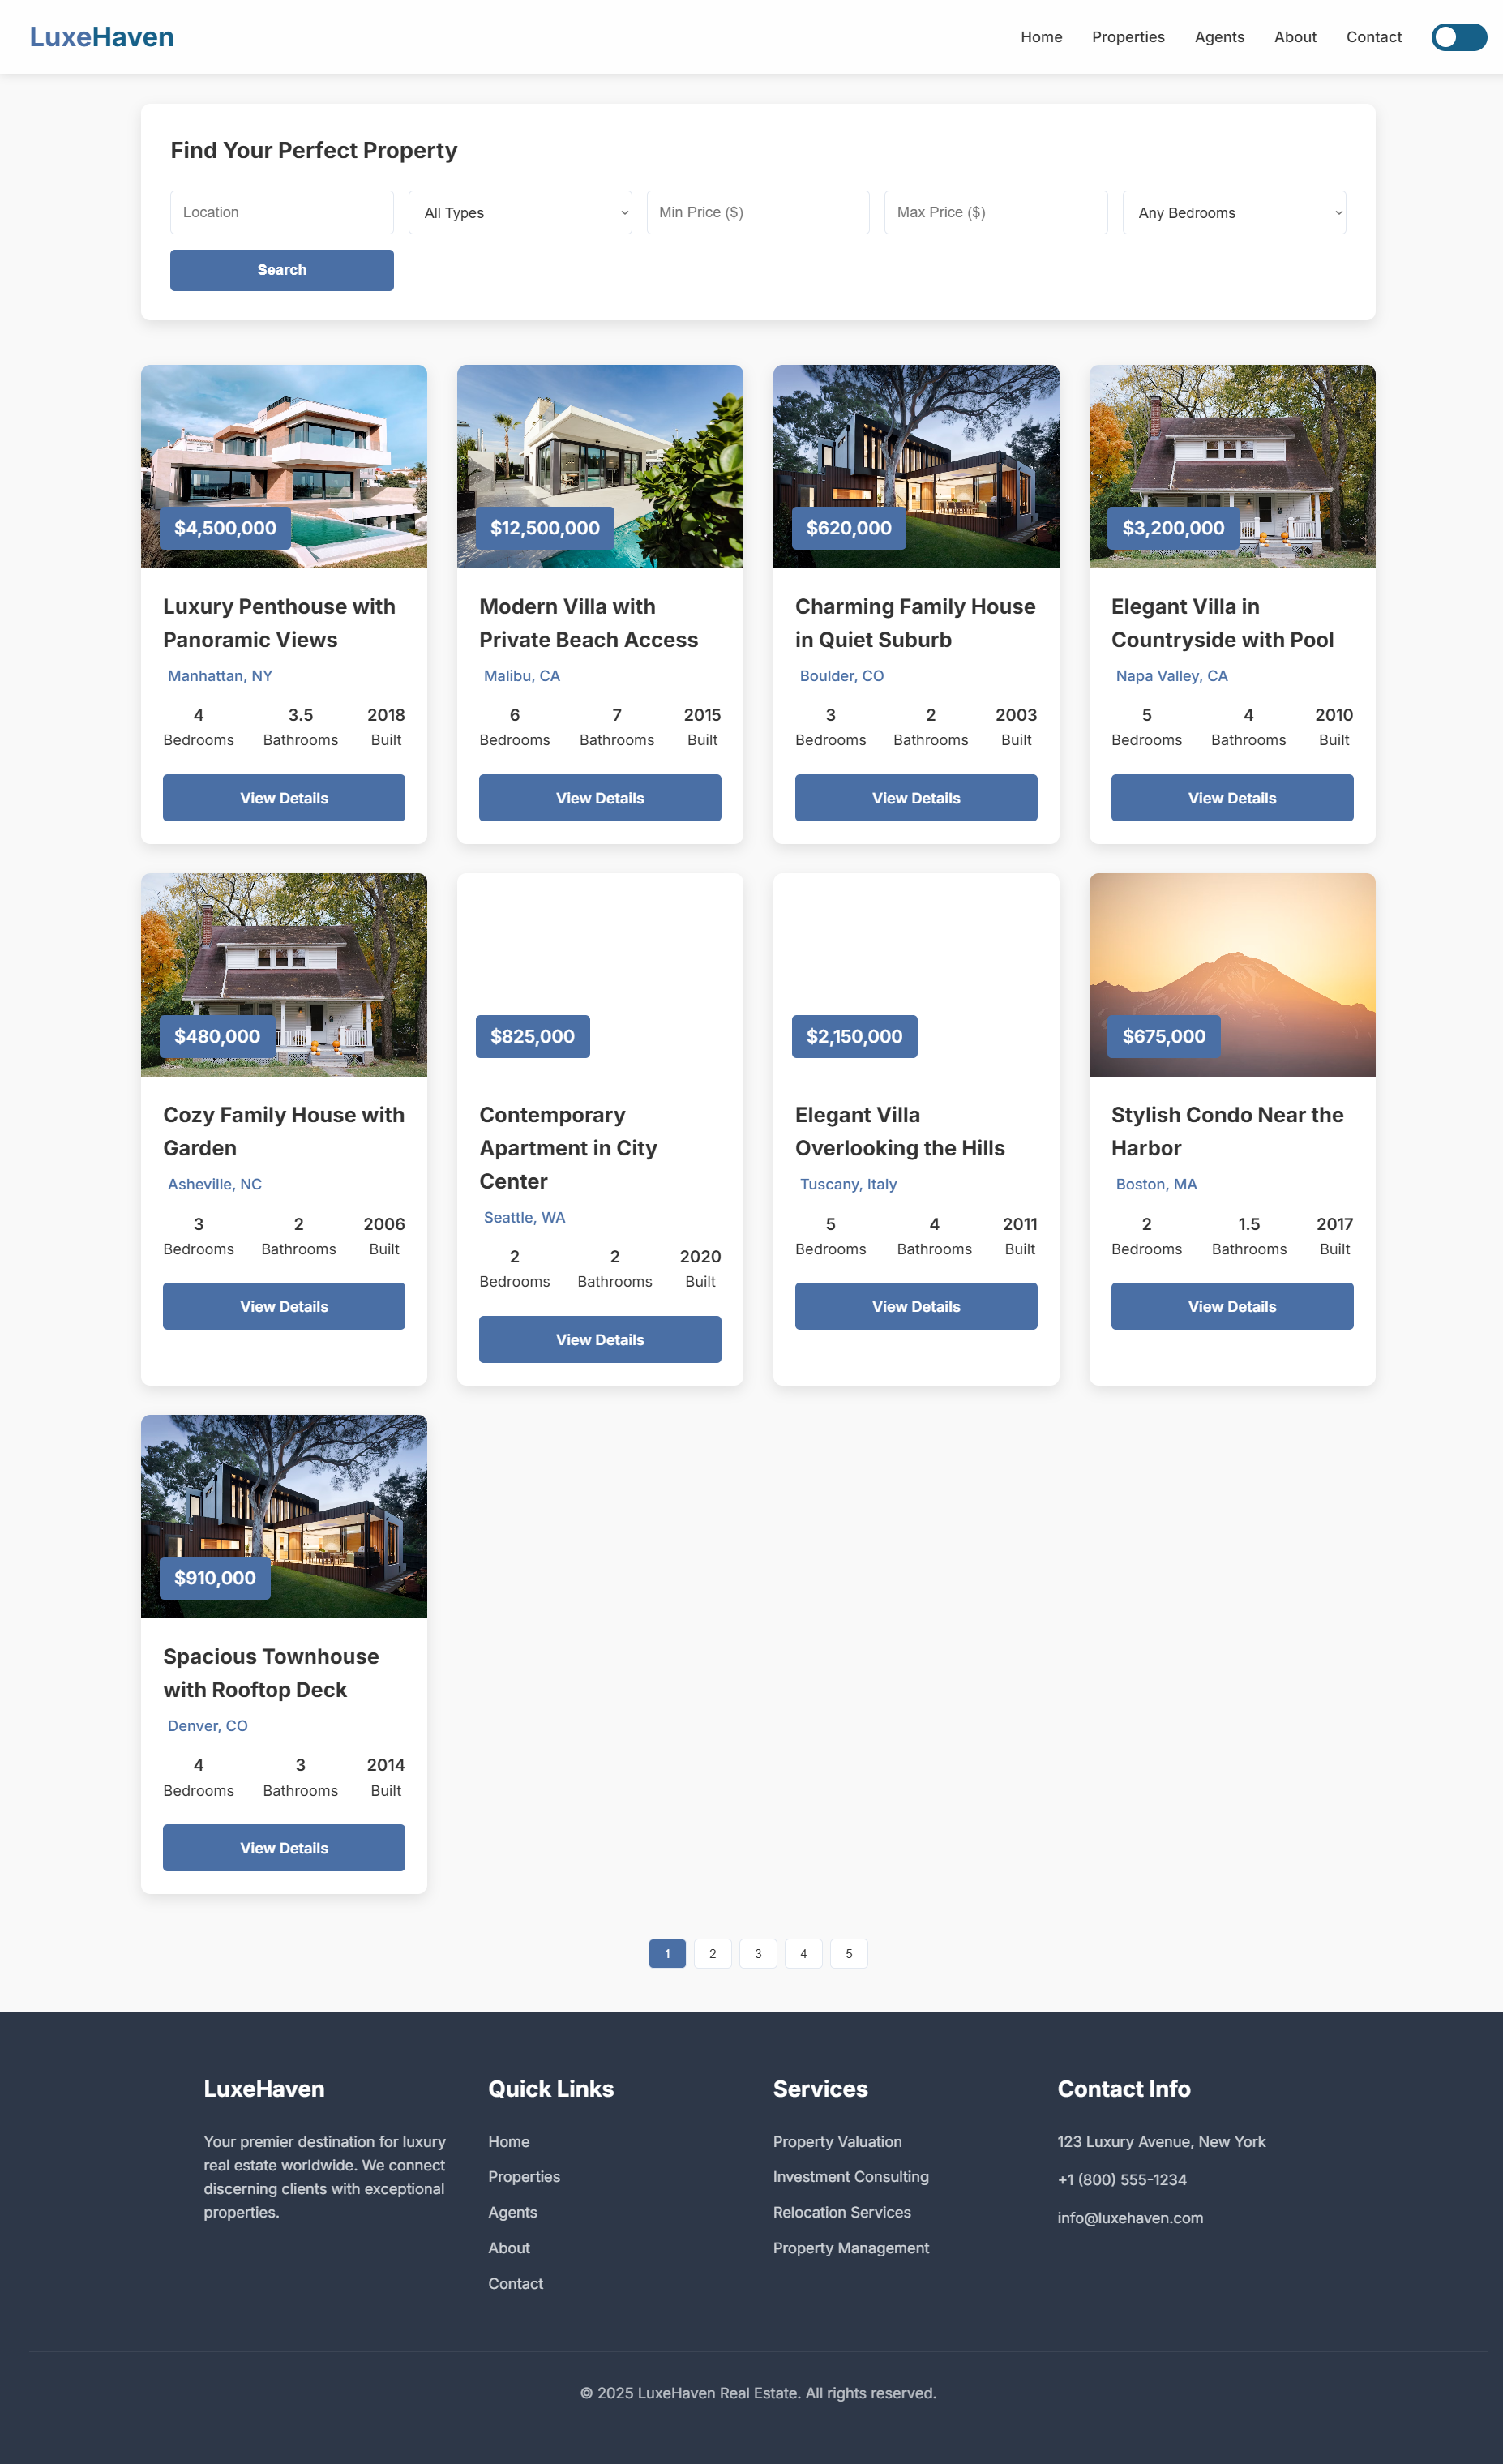 LuxeHaven
Home Properties Agents About Contact
Find Your Perfect Property
Location All Types Min Price ($) Max Price ($) Any Bedrooms
Search
$4,500,000
Luxury Penthouse with
Panoramic Views
Manhattan, NY
4 3.5 2018
Bedrooms Bathrooms Built
View Details
$12,500,000
Modern Villa with
Private Beach Access
Malibu, CA
6 7 2015
Bedrooms Bathrooms Built
View Details
$620,000
Charming Family House
in Quiet Suburb
Boulder, CO
3 2 2003
Bedrooms Bathrooms Built
View Details
$3,200,000
Elegant Villa in
Countryside with Pool
Napa Valley, CA
5 4 2010
Bedrooms Bathrooms Built
View Details
$480,000
Cozy Family House with
Garden
Asheville, NC
3 2 2006
Bedrooms Bathrooms Built
View Details
$825,000
Contemporary
Apartment in City
Center
Seattle, WA
2 2 2020
Bedrooms Bathrooms Built
View Details
$2,150,000
Elegant Villa
Overlooking the Hills
Tuscany, Italy
5 4 2011
Bedrooms Bathrooms Built
View Details
$675,000
Stylish Condo Near the
Harbor
Boston, MA
2 1.5 2017
Bedrooms Bathrooms Built
View Details
$910,000
Spacious Townhouse
with Rooftop Deck
Denver, CO
4 3 2014
Bedrooms Bathrooms Built
View Details
1 2 3 4 5
LuxeHaven
Your premier destination for luxury
real estate worldwide. We connect
discerning clients with exceptional
properties.
Quick Links
Home
Properties
Agents
About
Contact
Services
Property Valuation
Investment Consulting
Relocation Services
Property Management
Contact Info
123 Luxury Avenue, New York
+1 (800) 555-1234
info@luxehaven.com
© 2025 LuxeHaven Real Estate. All rights reserved.